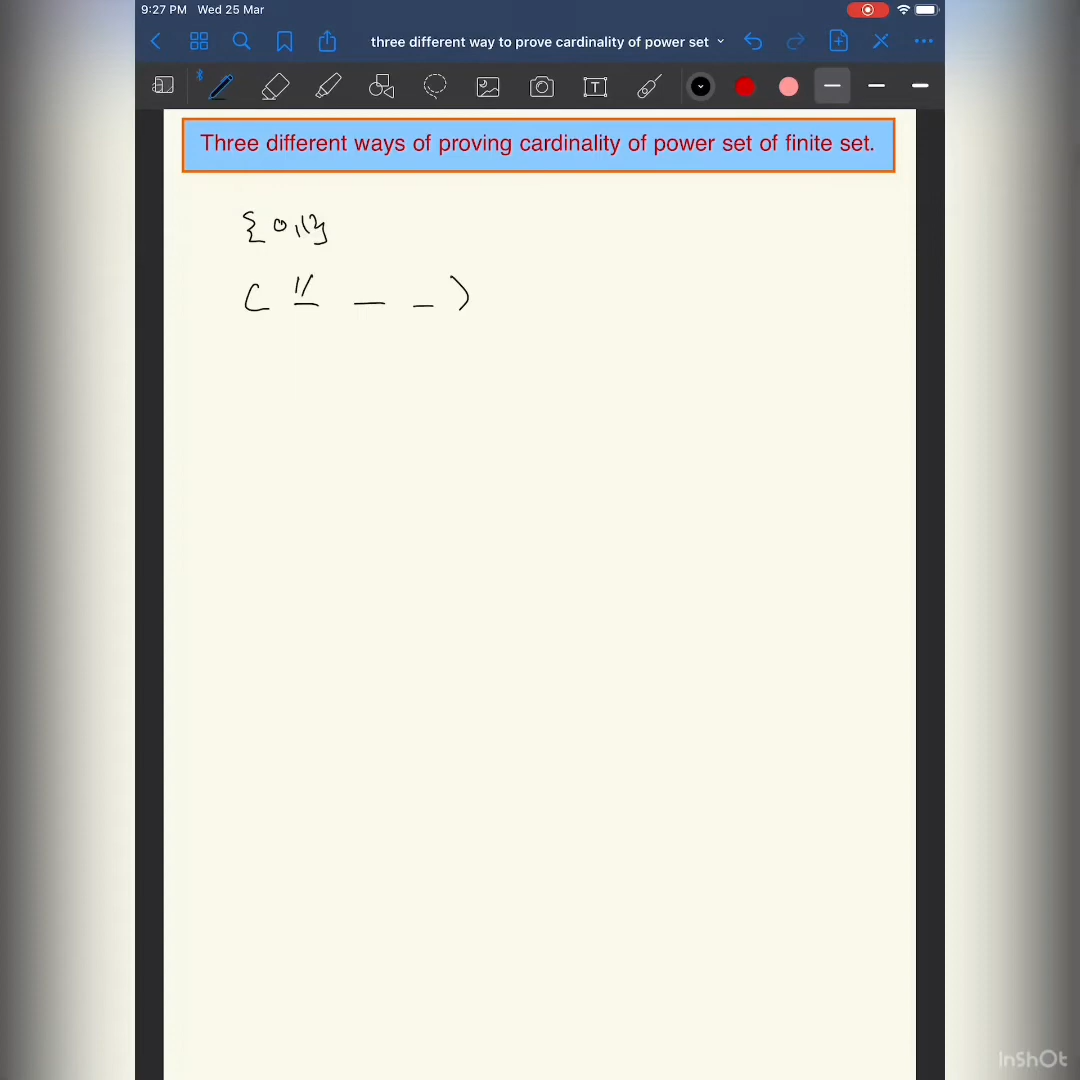 9:27 PM Wed 25 Mar
three different way to prove cardinality of power set
T
Three different ways of proving cardinality of power set of finite set.
{0,1}
( _ _ _ )
InShOt